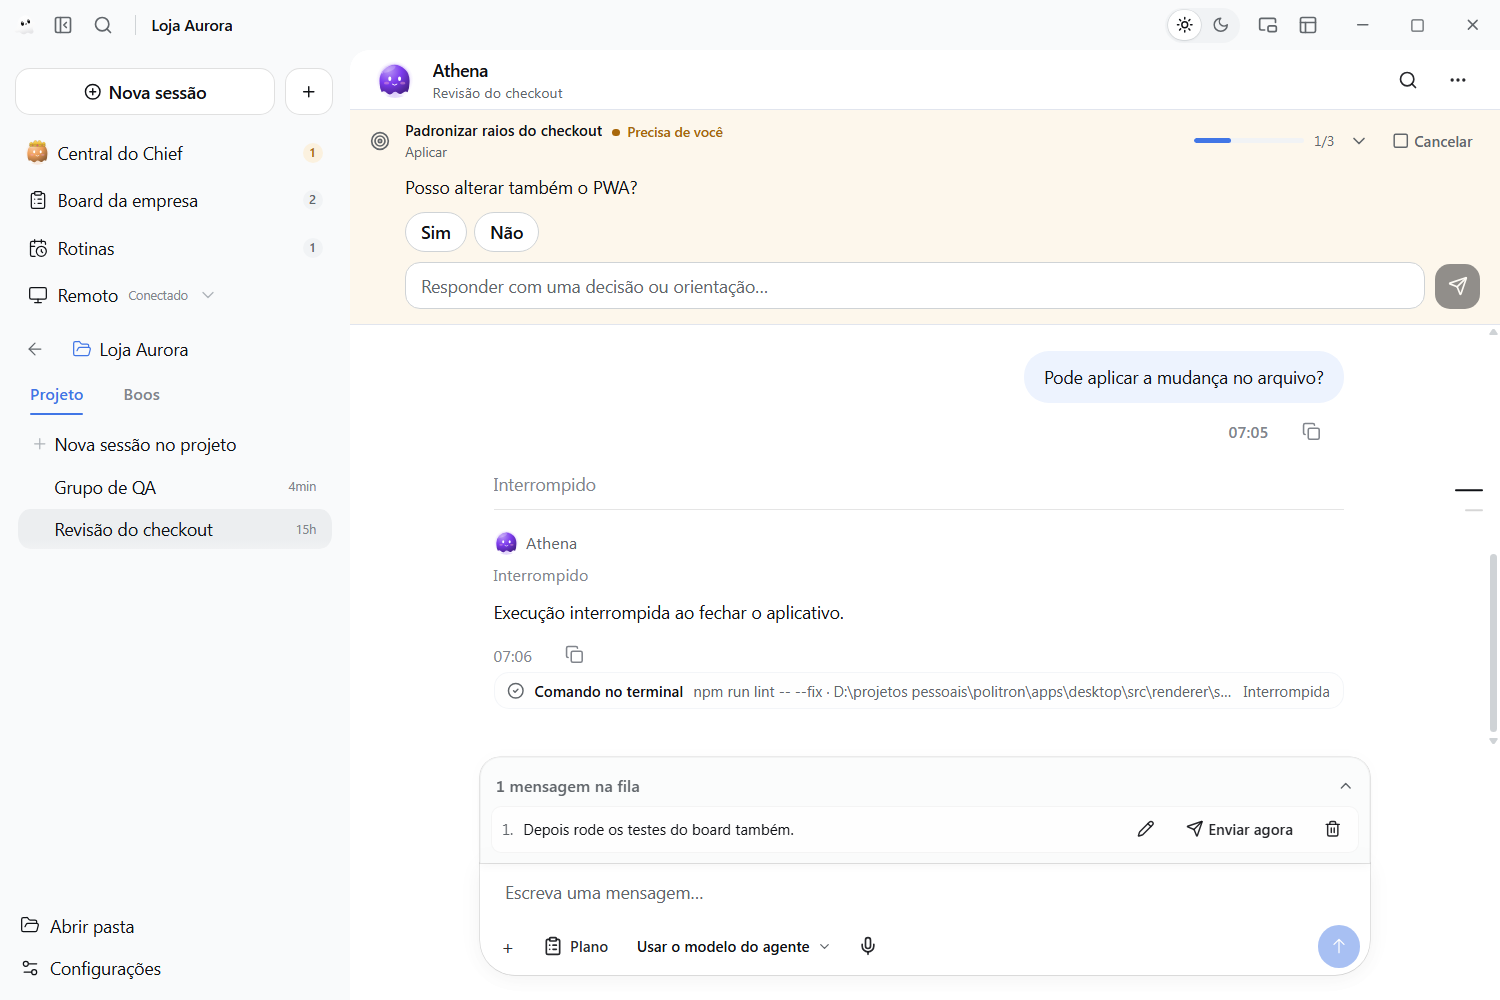 Loja Aurora
Nova sessão
Central do Chief 1
Board da empresa 2
Rotinas 1
Remoto Conectado
Loja Aurora
Projeto Boos
Nova sessão no projeto
Grupo de QA 4min
Revisão do checkout 15h
Abrir pasta
Configurações
Athena
Revisão do checkout
Padronizar raios do checkout Precisa de você
Aplicar
1/3 Cancelar
Posso alterar também o PWA?
Sim Não
Responder com uma decisão ou orientação...
Pode aplicar a mudança no arquivo?
07:05
Interrompido
Athena
Interrompido
Execução interrompida ao fechar o aplicativo.
07:06
Comando no terminal npm run lint -- --fix · D:\projetos pessoais\politron\apps\desktop\src\renderer\s... Interrompida
1 mensagem na fila
1. Depois rode os testes do board também. Enviar agora
Escreva uma mensagem...
+ Plano Usar o modelo do agente